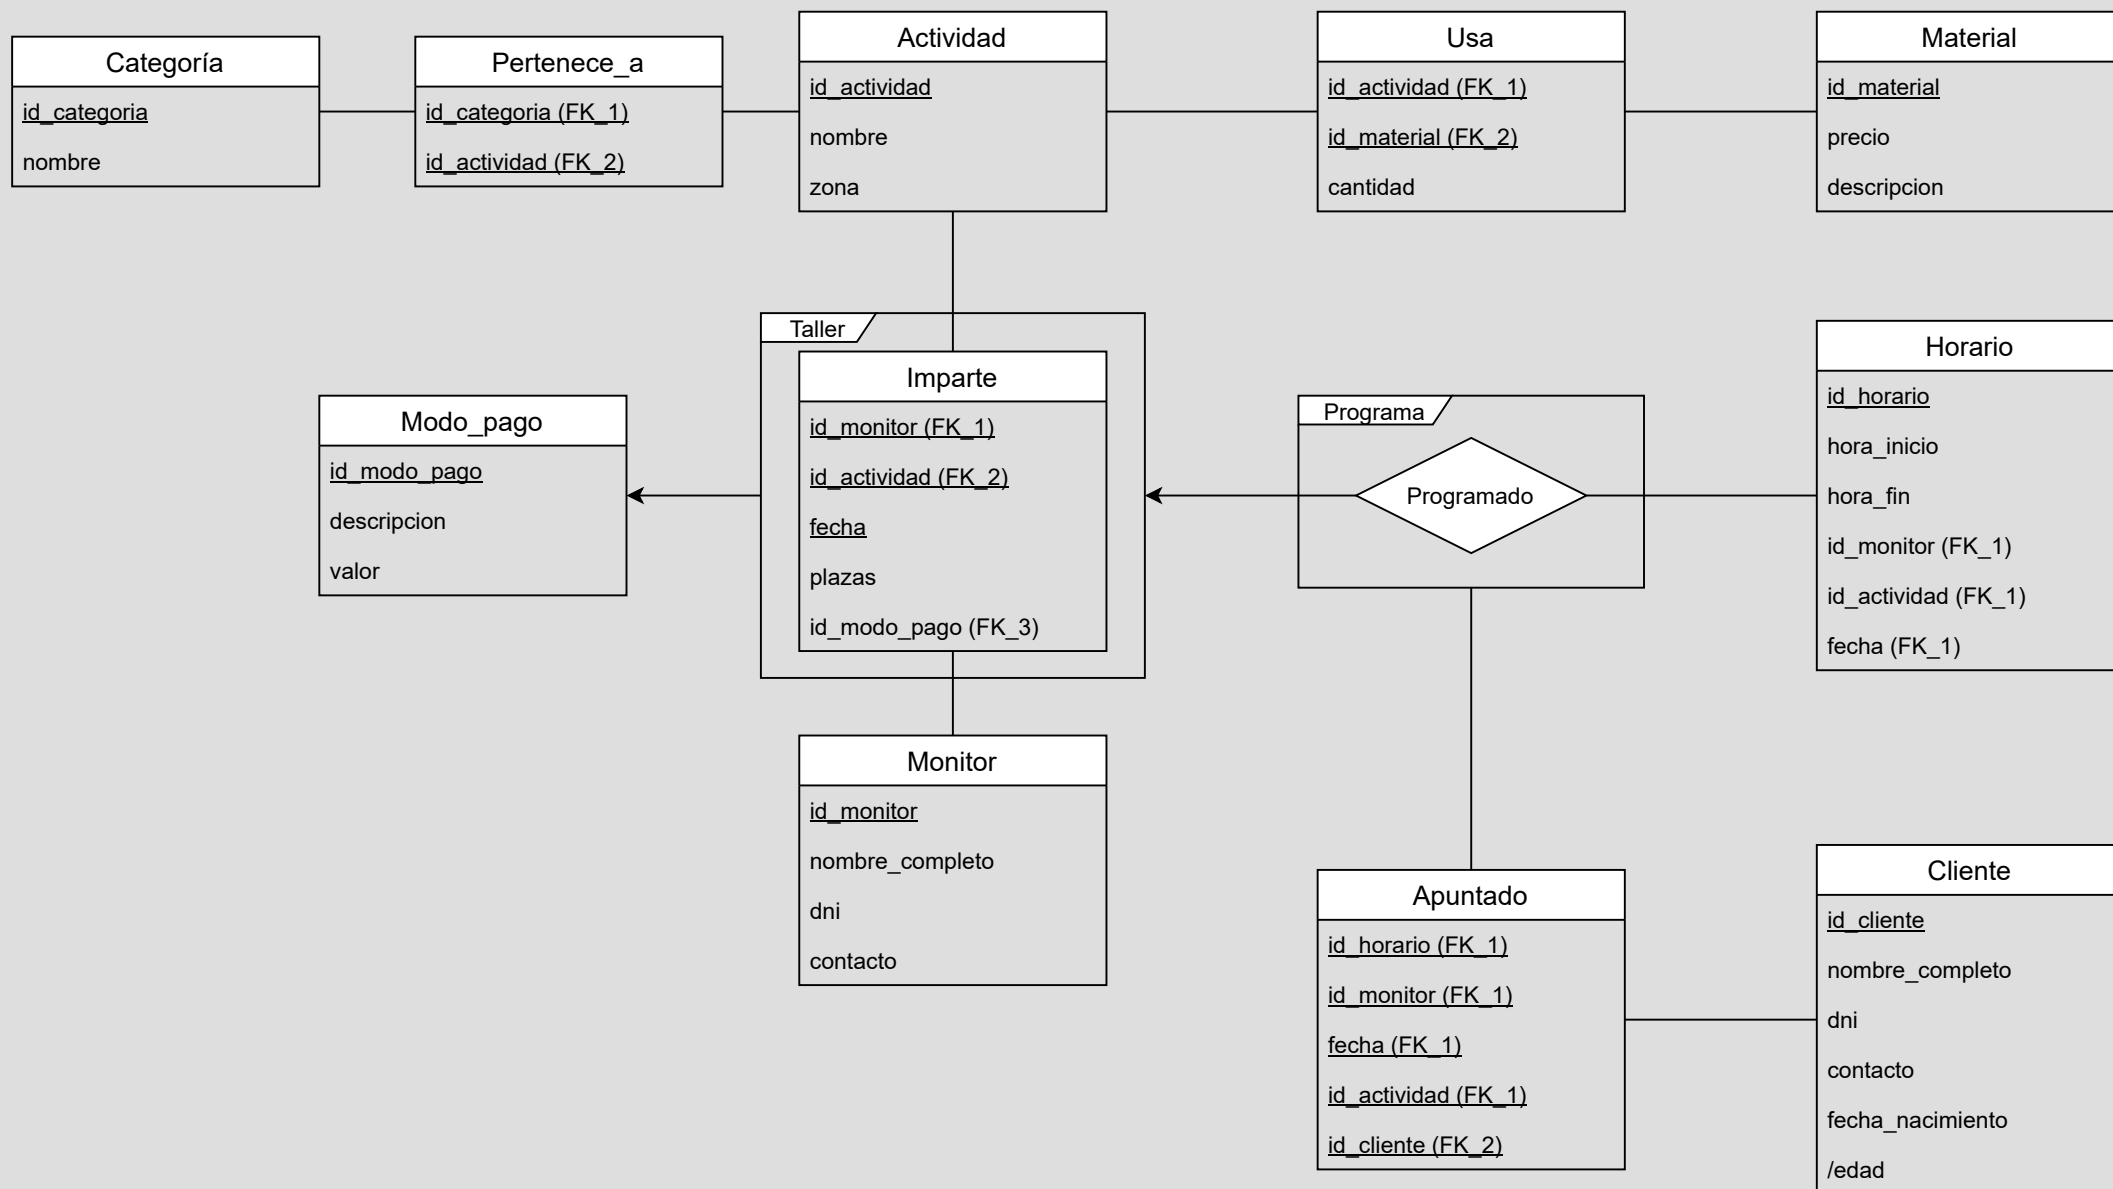 Categoría
id_categoria
nombre
Pertenece_a
id_categoria (FK_1)
id_actividad (FK_2)
Actividad
id_actividad
nombre
zona
Usa
id_actividad (FK_1)
id_material (FK_2)
cantidad
Material
id_material
precio
descripcion
Modo_pago
id_modo_pago
descripcion
valor
Taller
Imparte
id_monitor (FK_1)
id_actividad (FK_2)
fecha
plazas
id_modo_pago (FK_3)
Programa
Programado
Horario
id_horario
hora_inicio
hora_fin
id_monitor (FK_1)
id_actividad (FK_1)
fecha (FK_1)
Monitor
id_monitor
nombre_completo
dni
contacto
Apuntado
id_horario (FK_1)
id_monitor (FK_1)
fecha (FK_1)
id_actividad (FK_1)
id_cliente (FK_2)
Cliente
id_cliente
nombre_completo
dni
contacto
fecha_nacimiento
/edad